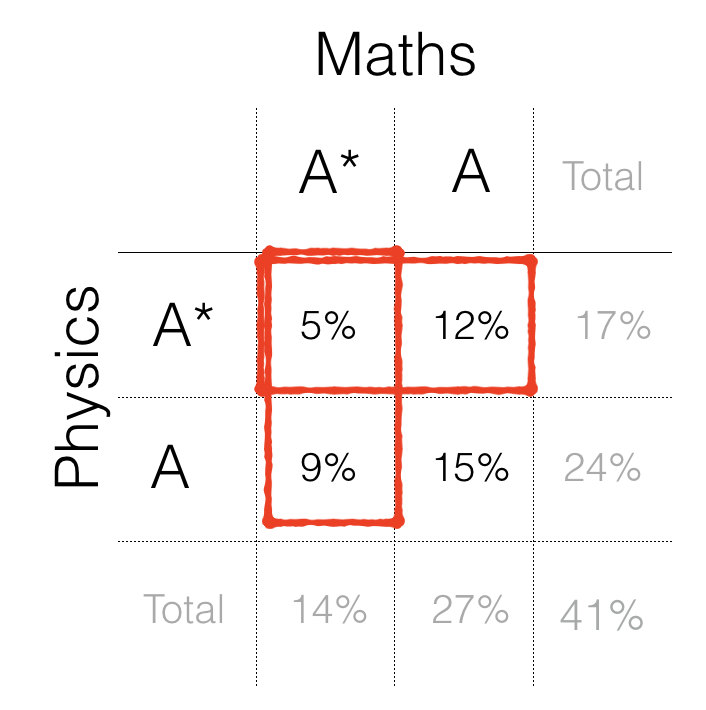 Maths
A* A Total
Physics
A* 5% 12% 17%
A 9% 15% 24%
Total 14% 27% 41%